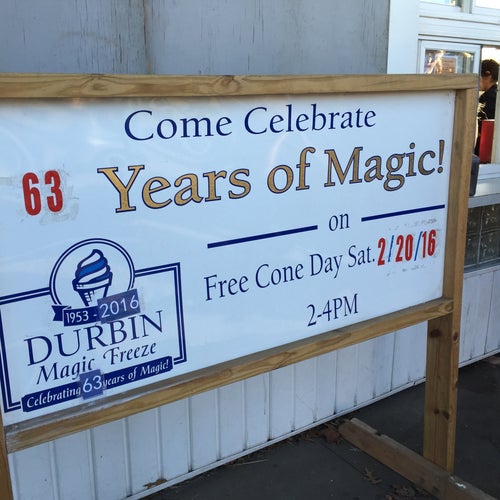 Come Celebrate
63 Years of Magic!
on
Free Cone Day Sat. 2/20/16
2-4PM
1953 - 2016
DURBIN
Magic Freeze
Celebrating 63 years of Magic!